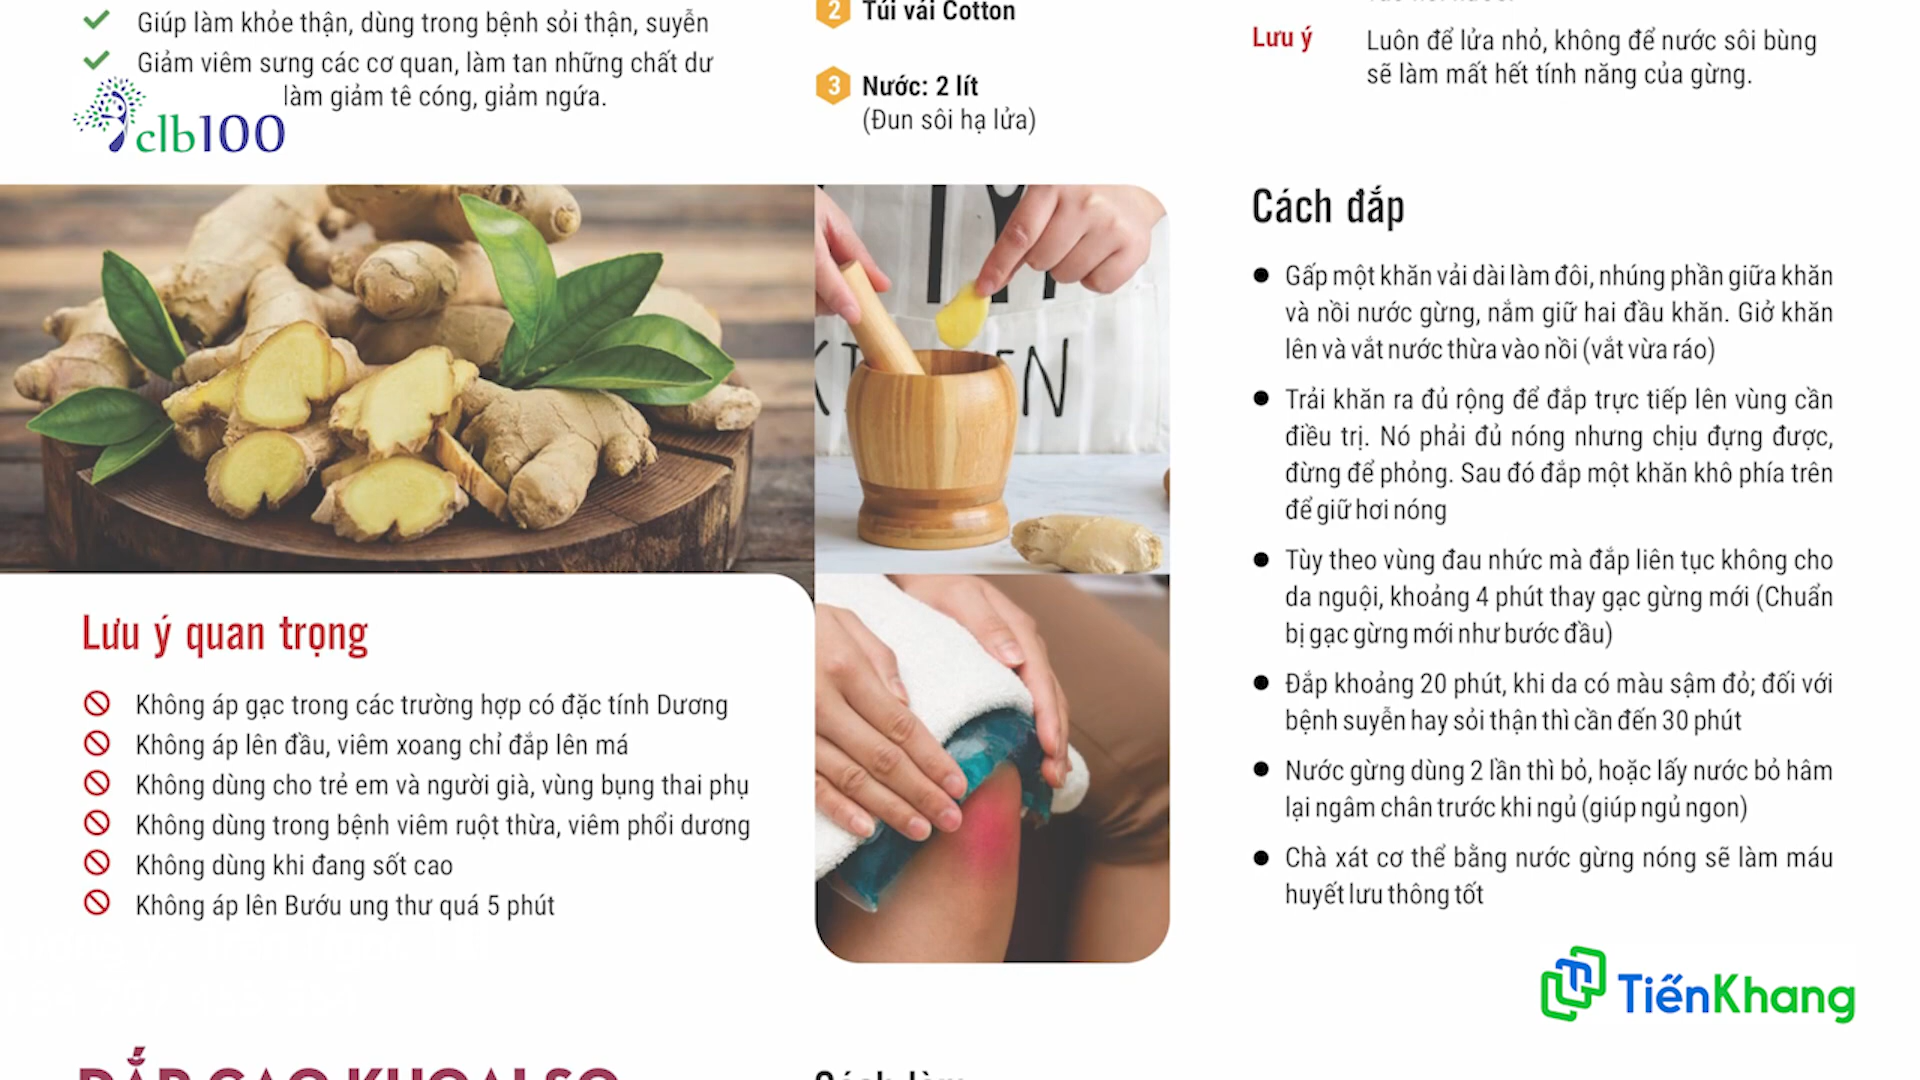 Giúp làm khỏe thận, dùng trong bệnh sỏi thận, suyễn
Giảm viêm sưng các cơ quan, làm tan những chất dư
làm giảm tê cóng, giảm ngứa.
clb100
2 Túi vải Cotton
3 Nước: 2 lít
(Đun sôi hạ lửa)
Lưu ý
Luôn để lửa nhỏ, không để nước sôi bùng
sẽ làm mất hết tính năng của gừng.
Lưu ý quan trọng
Không áp gạc trong các trường hợp có đặc tính Dương
Không áp lên đầu, viêm xoang chỉ đắp lên má
Không dùng cho trẻ em và người già, vùng bụng thai phụ
Không dùng trong bệnh viêm ruột thừa, viêm phổi dương
Không dùng khi đang sốt cao
Không áp lên Bướu ung thư quá 5 phút
Cách đắp
Gấp một khăn vải dài làm đôi, nhúng phần giữa khăn
và nồi nước gừng, nắm giữ hai đầu khăn. Giở khăn
lên và vắt nước thừa vào nồi (vắt vừa ráo)
Trải khăn ra đủ rộng để đắp trực tiếp lên vùng cần
điều trị. Nó phải đủ nóng nhưng chịu đựng được,
đừng để phỏng. Sau đó đắp một khăn khô phía trên
để giữ hơi nóng
Tùy theo vùng đau nhức mà đắp liên tục không cho
da nguội, khoảng 4 phút thay gạc gừng mới (Chuẩn
bị gạc gừng mới như bước đầu)
Đắp khoảng 20 phút, khi da có màu sậm đỏ; đối với
bệnh suyễn hay sỏi thận thì cần đến 30 phút
Nước gừng dùng 2 lần thì bỏ, hoặc lấy nước bỏ hâm
lại ngâm chân trước khi ngủ (giúp ngủ ngon)
Chà xát cơ thể bằng nước gừng nóng sẽ làm máu
huyết lưu thông tốt
TiếnKhang
ĐẮP CAO KHOAI SỌ
Cách làm